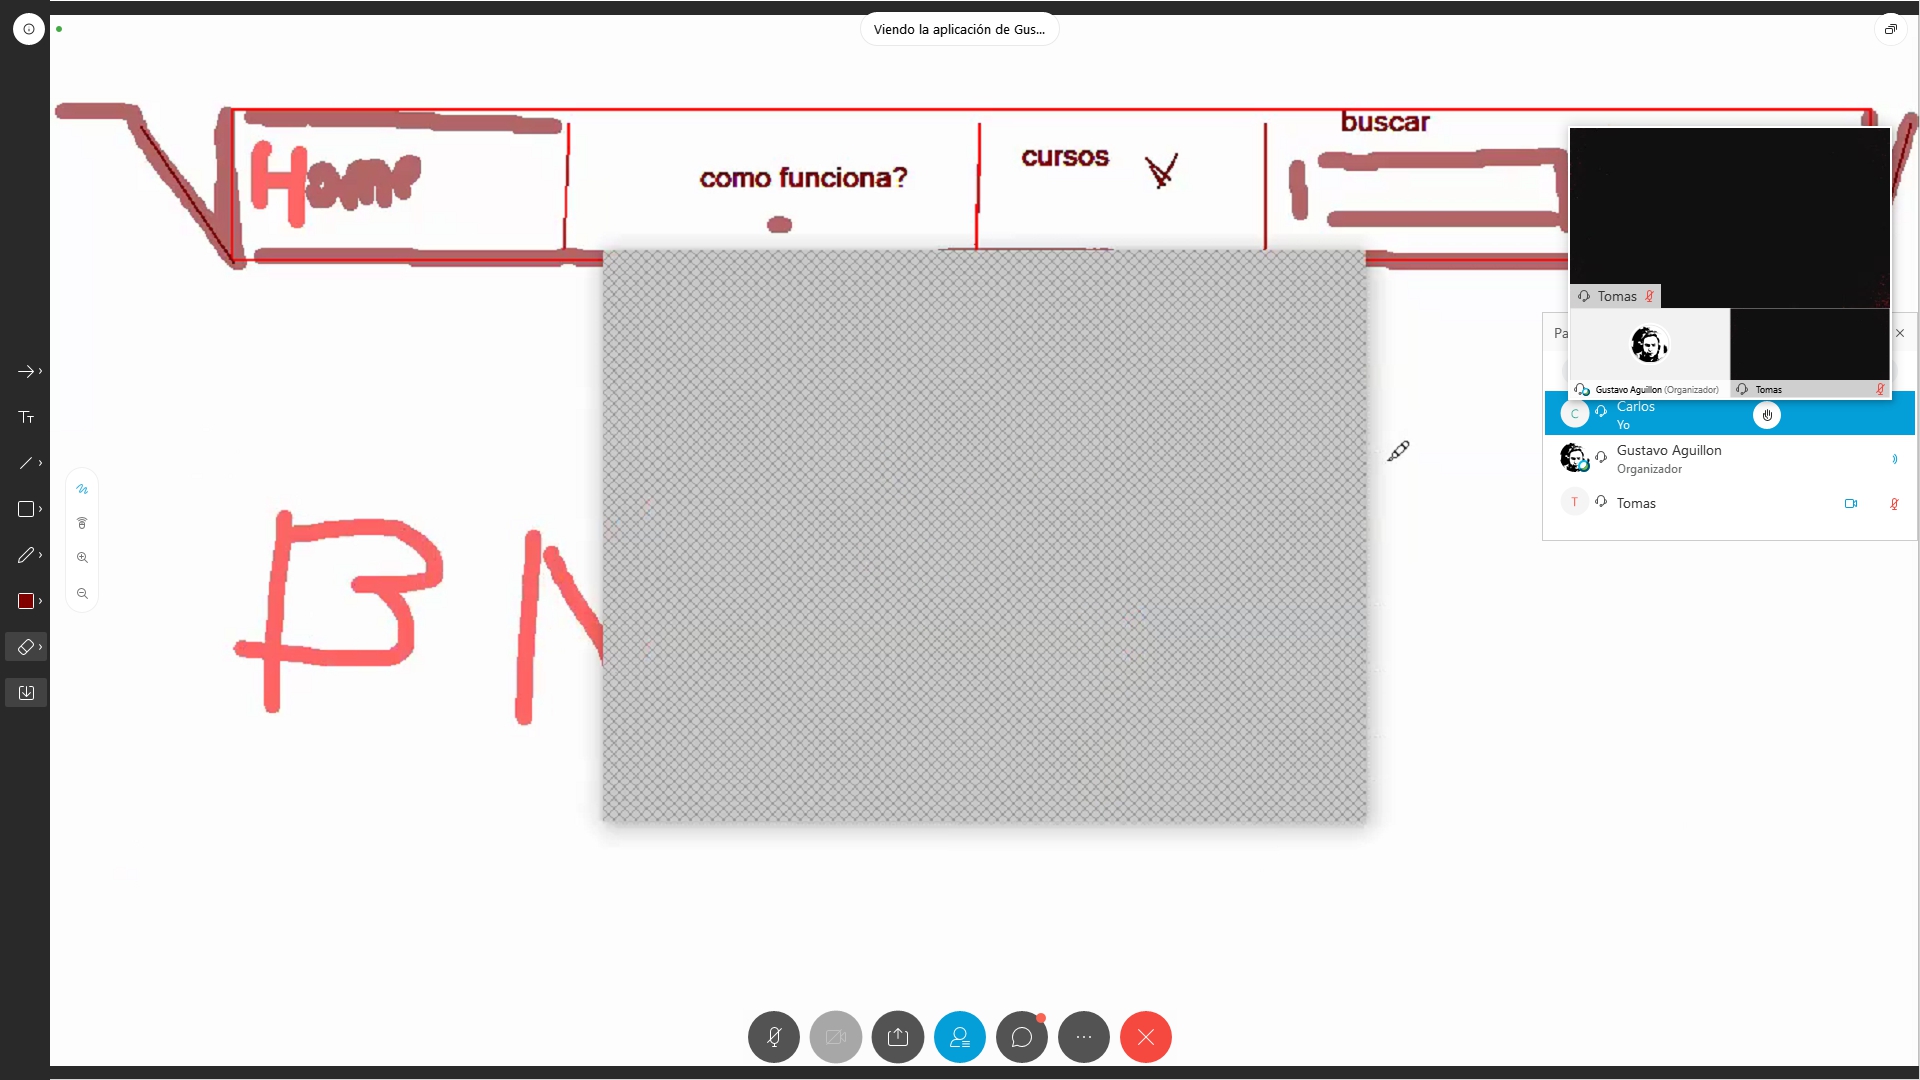 Viendo la aplicación de Gus...
buscar
Home
como funciona?
cursos
Tomas
Pa
Gustavo Aguillon (Organizador)
Tomas
C
Carlos
Yo
Gustavo Aguillon
Organizador
T
Tomas
Tт
B N